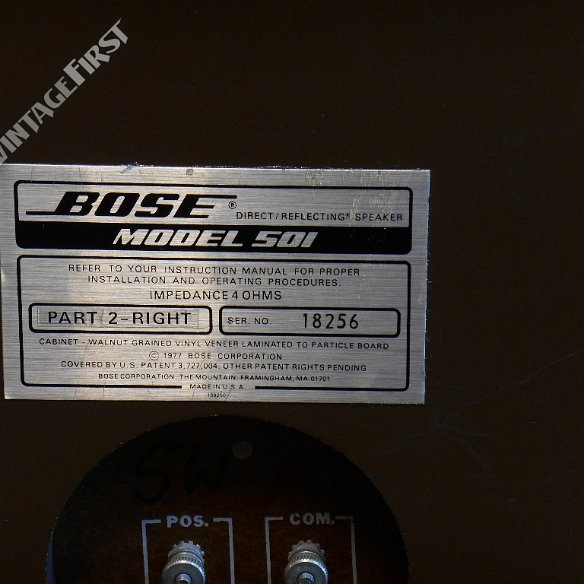 VINTAGEFIRST
BOSE® DIRECT/REFLECTING® SPEAKER
MODEL 501
REFER TO YOUR INSTRUCTION MANUAL FOR PROPER
INSTALLATION AND OPERATING PROCEDURES.
IMPEDANCE 4 OHMS
PART 2-RIGHT SER. NO. 18256
CABINET - WALNUT GRAINED VINYL VENEER LAMINATED TO PARTICLE BOARD
© 1977 BOSE CORPORATION
COVERED BY U.S. PATENT 3,727,004, OTHER PATENT RIGHTS PENDING
BOSE CORPORATION, THE MOUNTAIN, FRAMINGHAM, MA. 01701
MADE IN U.S.A.
SW
POS. COM.